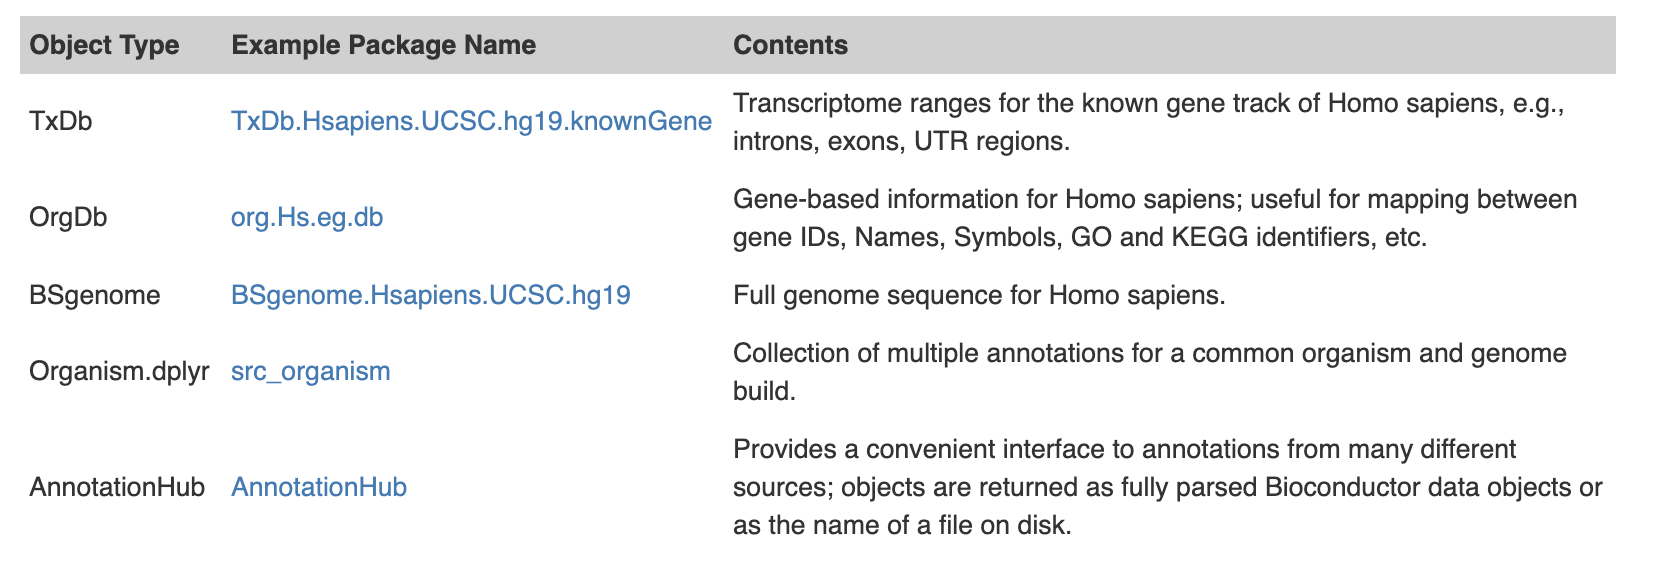 Object Type Example Package Name Contents
TxDb TxDb.Hsapiens.UCSC.hg19.knownGene Transcriptome ranges for the known gene track of Homo sapiens, e.g.,
introns, exons, UTR regions.
OrgDb org.Hs.eg.db Gene-based information for Homo sapiens; useful for mapping between
gene IDs, Names, Symbols, GO and KEGG identifiers, etc.
BSgenome BSgenome.Hsapiens.UCSC.hg19 Full genome sequence for Homo sapiens.
Organism.dplyr src_organism Collection of multiple annotations for a common organism and genome
build.
AnnotationHub AnnotationHub Provides a convenient interface to annotations from many different
sources; objects are returned as fully parsed Bioconductor data objects or
as the name of a file on disk.